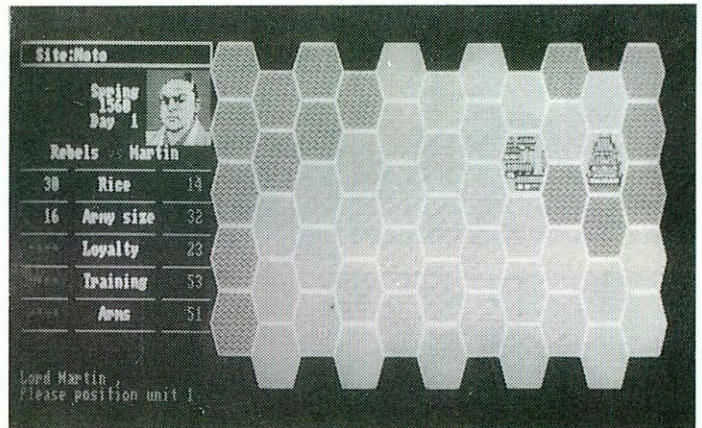 Site:Noto
Spring
1560
Day 1
Rebels vs Martin
30 Rice 14
16 Army size 32
Loyalty 23
Training 53
Arms 51
Lord Martin ,
Please position unit 1